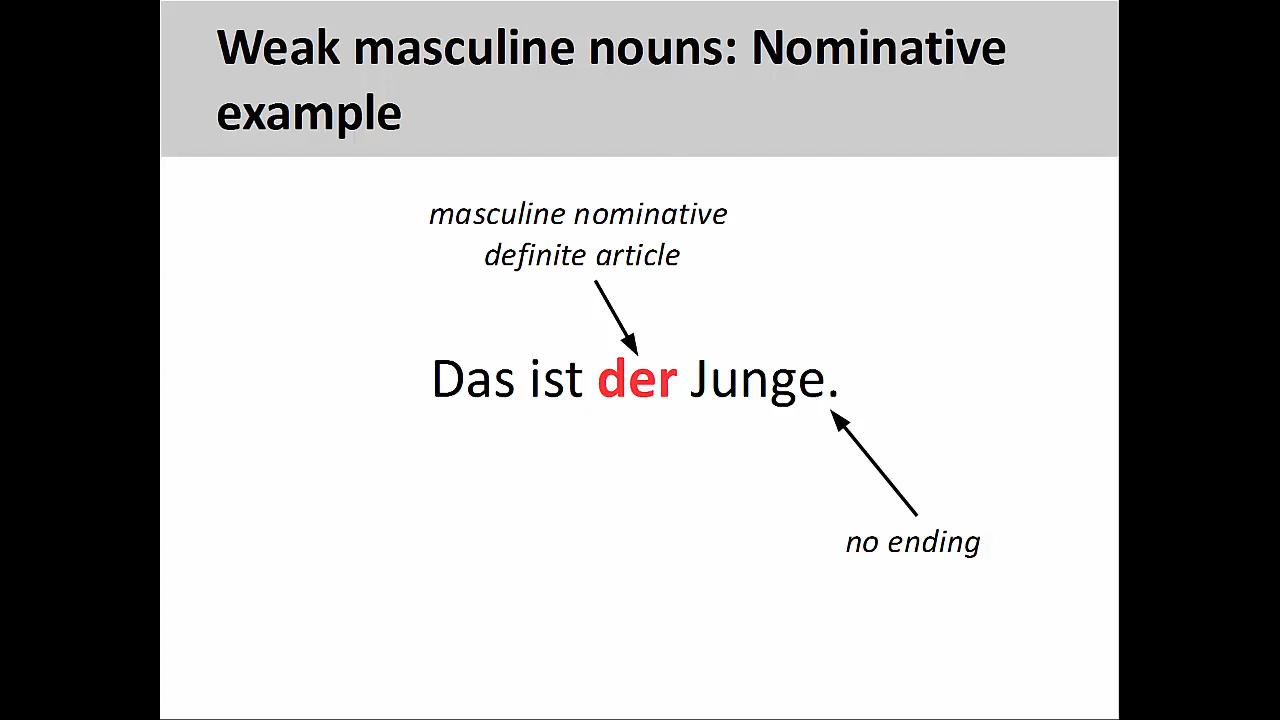 Weak masculine nouns: Nominative
example
masculine nominative
definite article
Das ist der Junge.
no ending